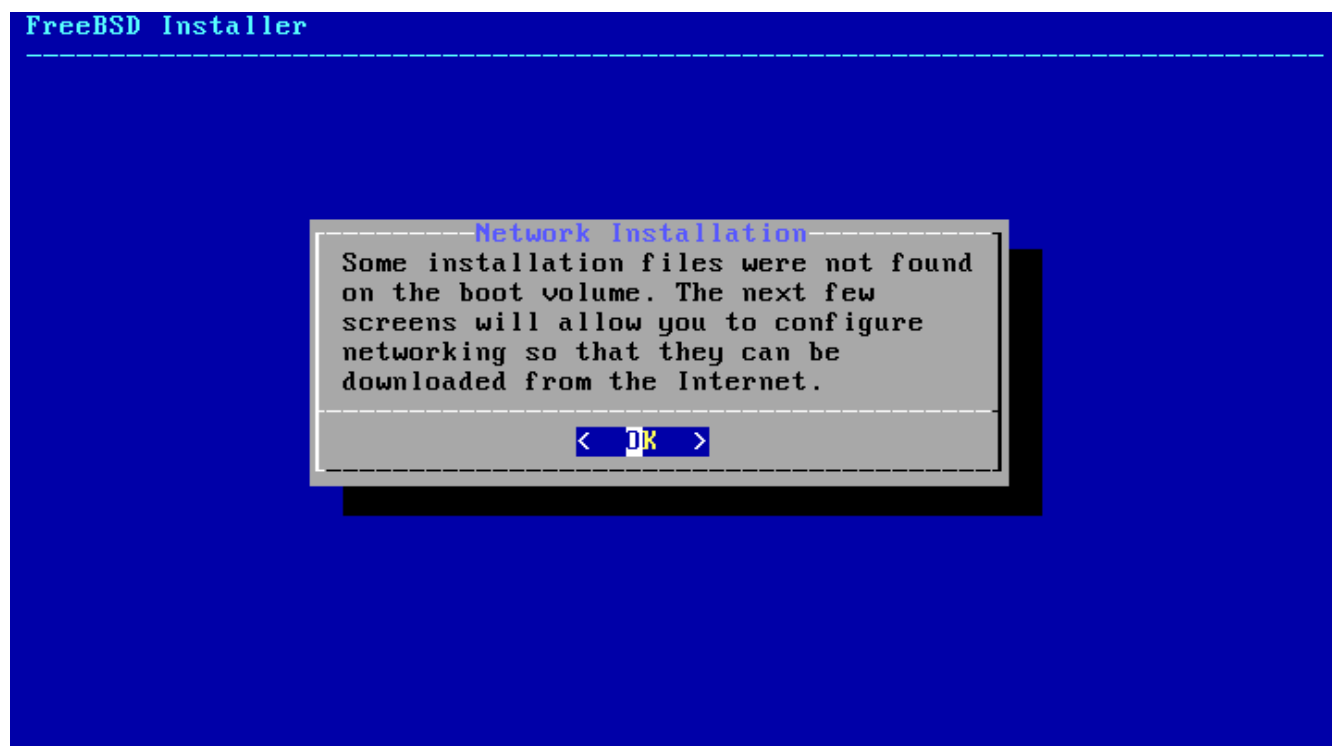 FreeBSD Installer
Network Installation
Some installation files were not found
on the boot volume. The next few
screens will allow you to configure
networking so that they can be
downloaded from the Internet.
< OK >